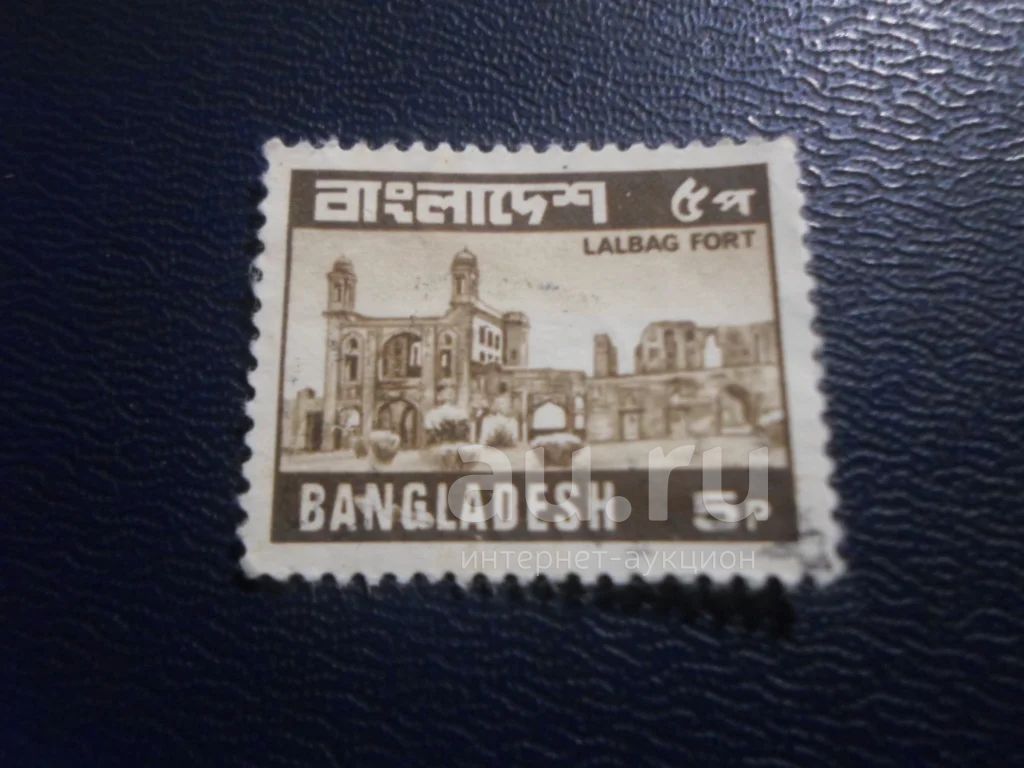 বাংলাদেশ ৫প
LALBAG FORT
BANGLADESH 5P
au.ru
интернет-аукцион